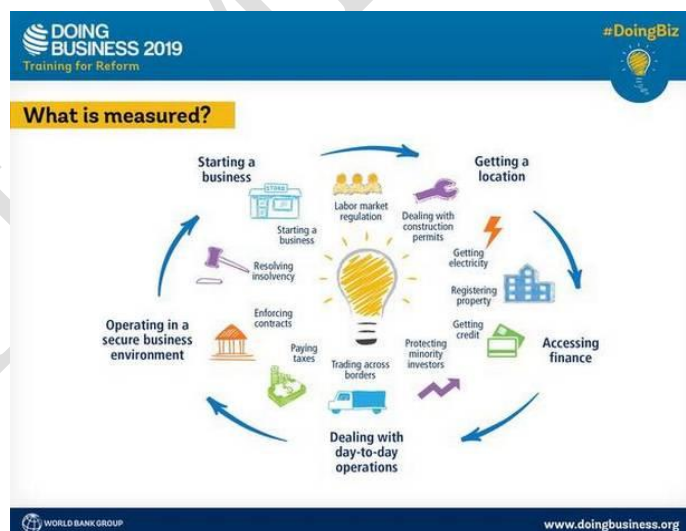 DOING
BUSINESS 2019
Training for Reform
#DoingBiz
What is measured?
Starting a
business
Getting a
location
STORE
Labor market
regulation
Dealing with
construction
permits
Starting a
business
Getting
electricity
Resolving
insolvency
Registering
property
Enforcing
contracts
Getting
credit
Operating in a
secure business
environment
Accessing
finance
Paying
taxes
Trading across
borders
Protecting
minority
investors
Dealing with
day-to-day
operations
WORLD BANK GROUP
www.doingbusiness.org